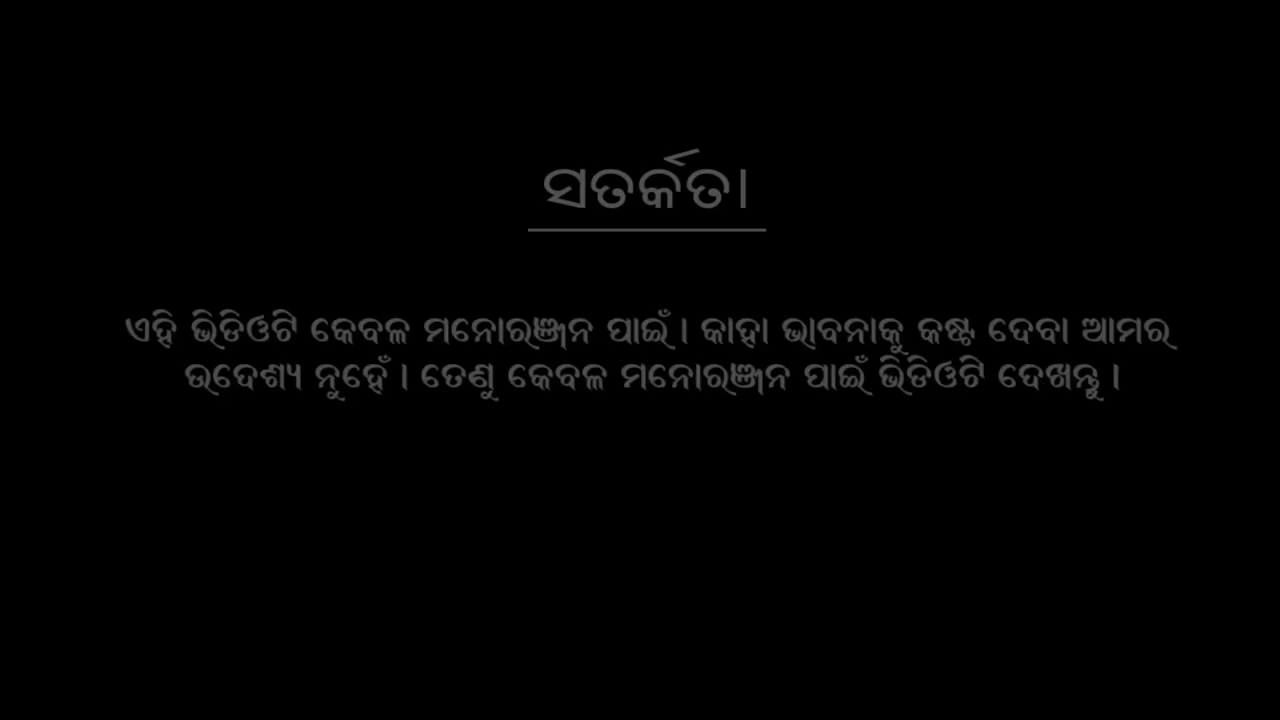 ସତର୍କତା
ଏହି ଭିଡିଓଟି କେବଳ ମନୋରଞ୍ଜନ ପାଇଁ । କାହା ଭାବନାକୁ କଷ୍ଟ ଦେବା ଆମର
ଉଦେଶ୍ୟ ନୁହେଁ । ତେଣୁ କେବଳ ମନୋରଞ୍ଜନ ପାଇଁ ଭିଡିଓଟି ଦେଖନ୍ତୁ ।